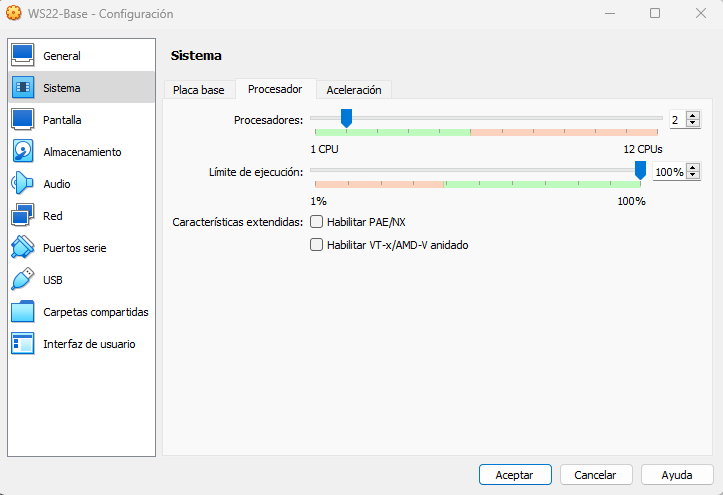 WS22-Base - Configuración
General
Sistema
Pantalla
Almacenamiento
Audio
Red
Puertos serie
USB
Carpetas compartidas
Interfaz de usuario
Sistema
Placa base Procesador Aceleración
Procesadores: 2
1 CPU 12 CPUs
Límite de ejecución: 100%
1% 100%
Características extendidas: Habilitar PAE/NX
Habilitar VT-x/AMD-V anidado
Aceptar Cancelar Ayuda